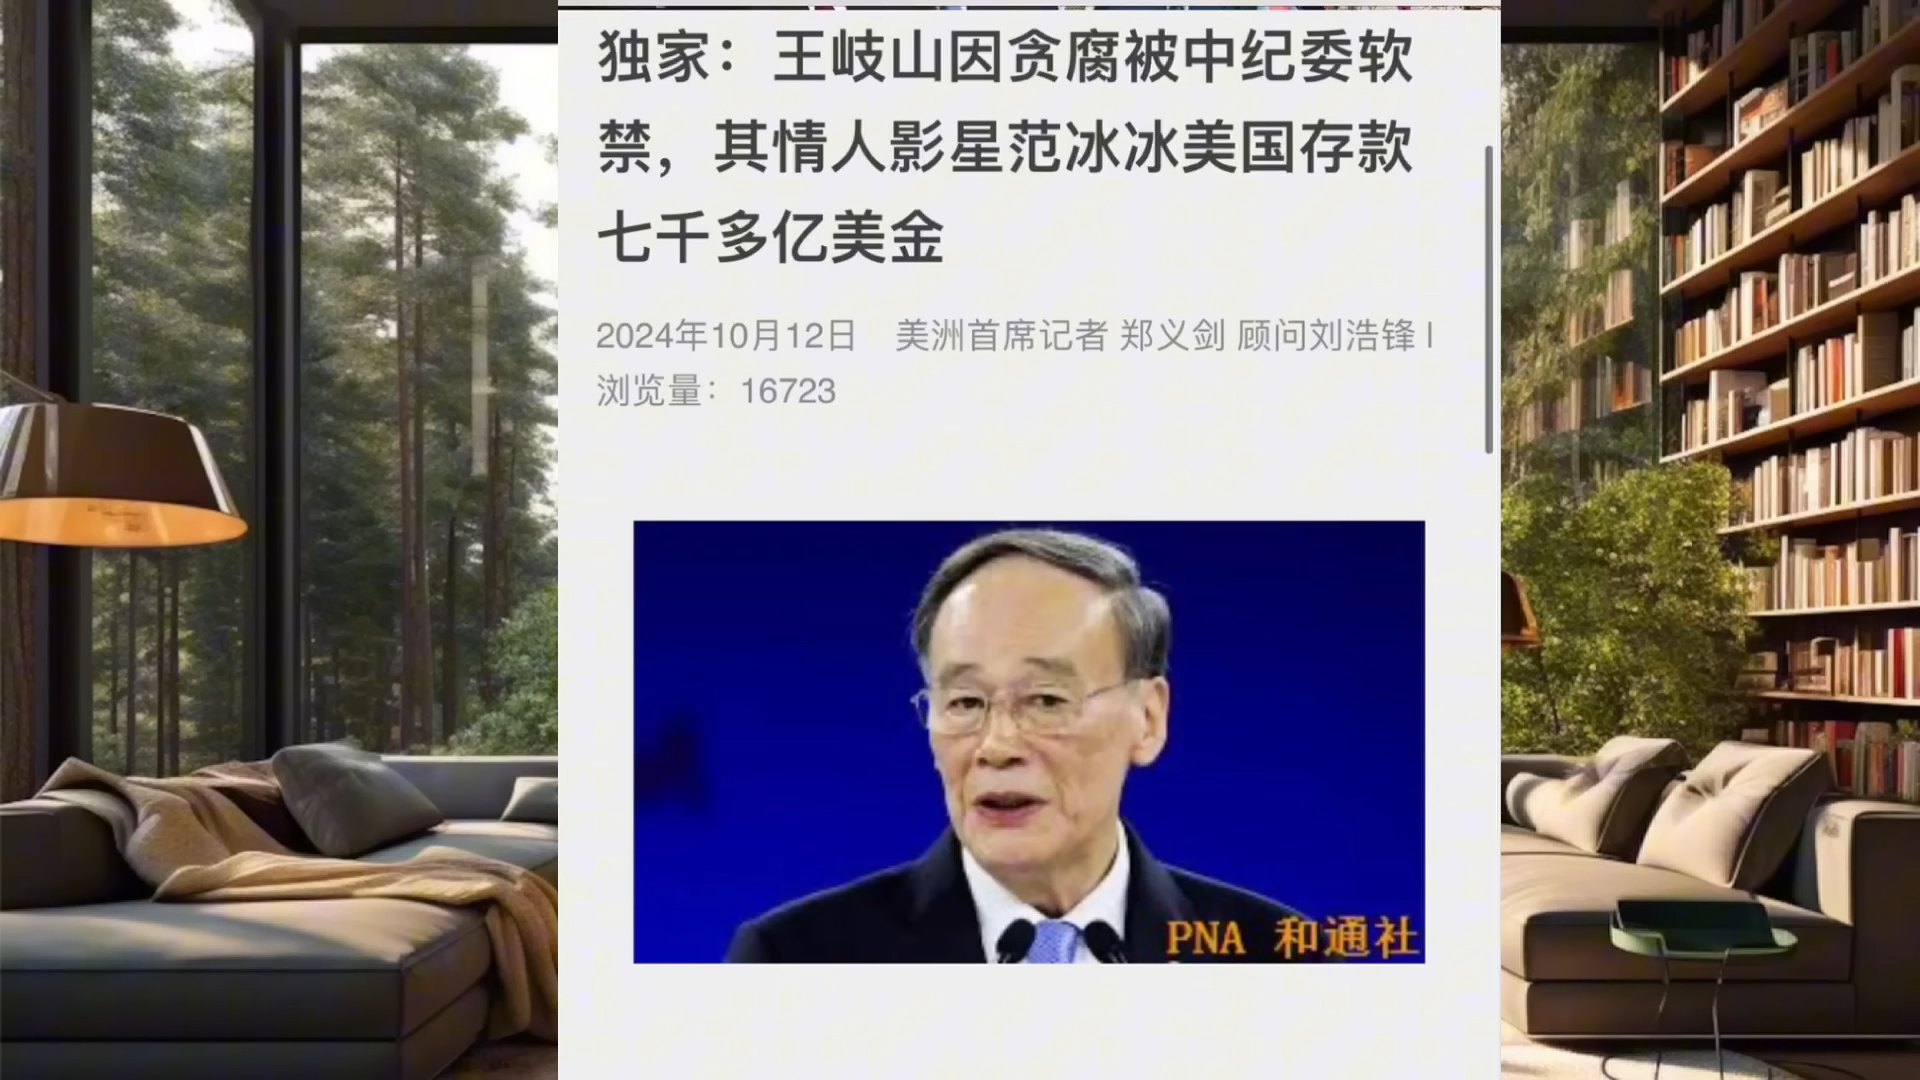 独家：王岐山因贪腐被中纪委软
禁，其情人影星范冰冰美国存款
七千多亿美金
2024年10月12日 美洲首席记者 郑义剑 顾问刘浩锋 |
浏览量：16723
PNA 和通社